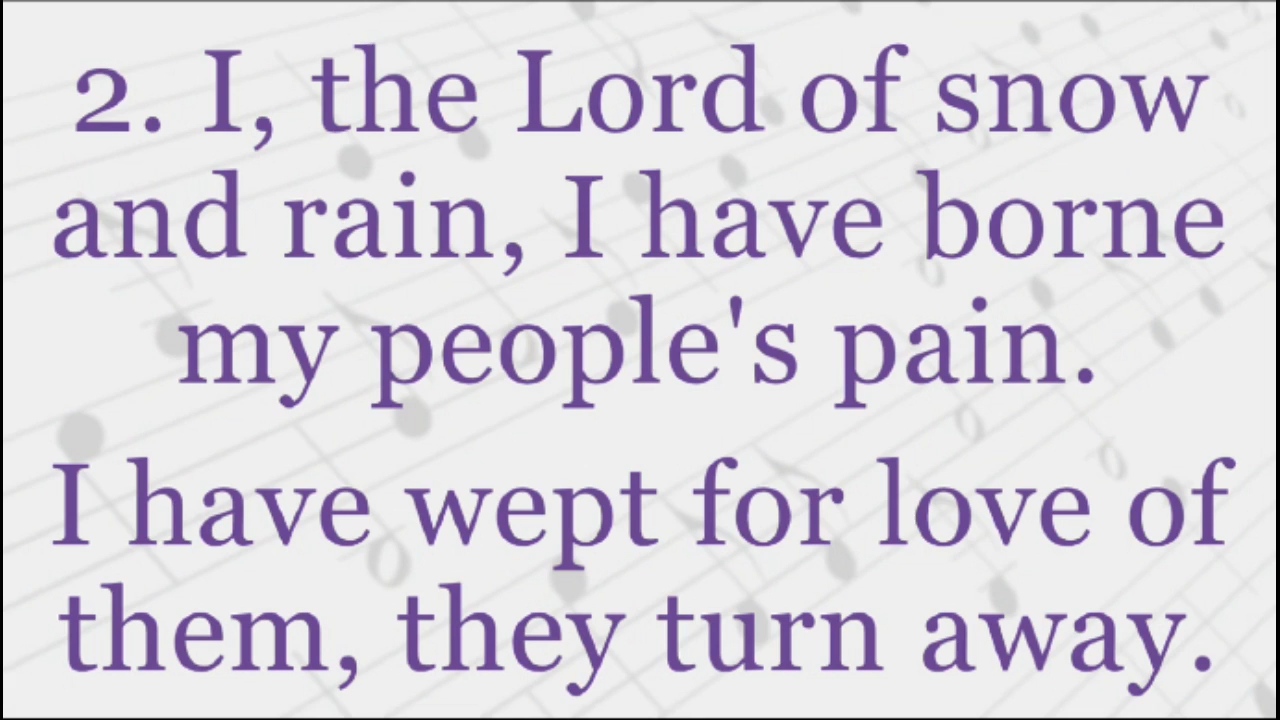 2. I, the Lord of snow
and rain, I have borne
my people's pain.
I have wept for love of
them, they turn away.